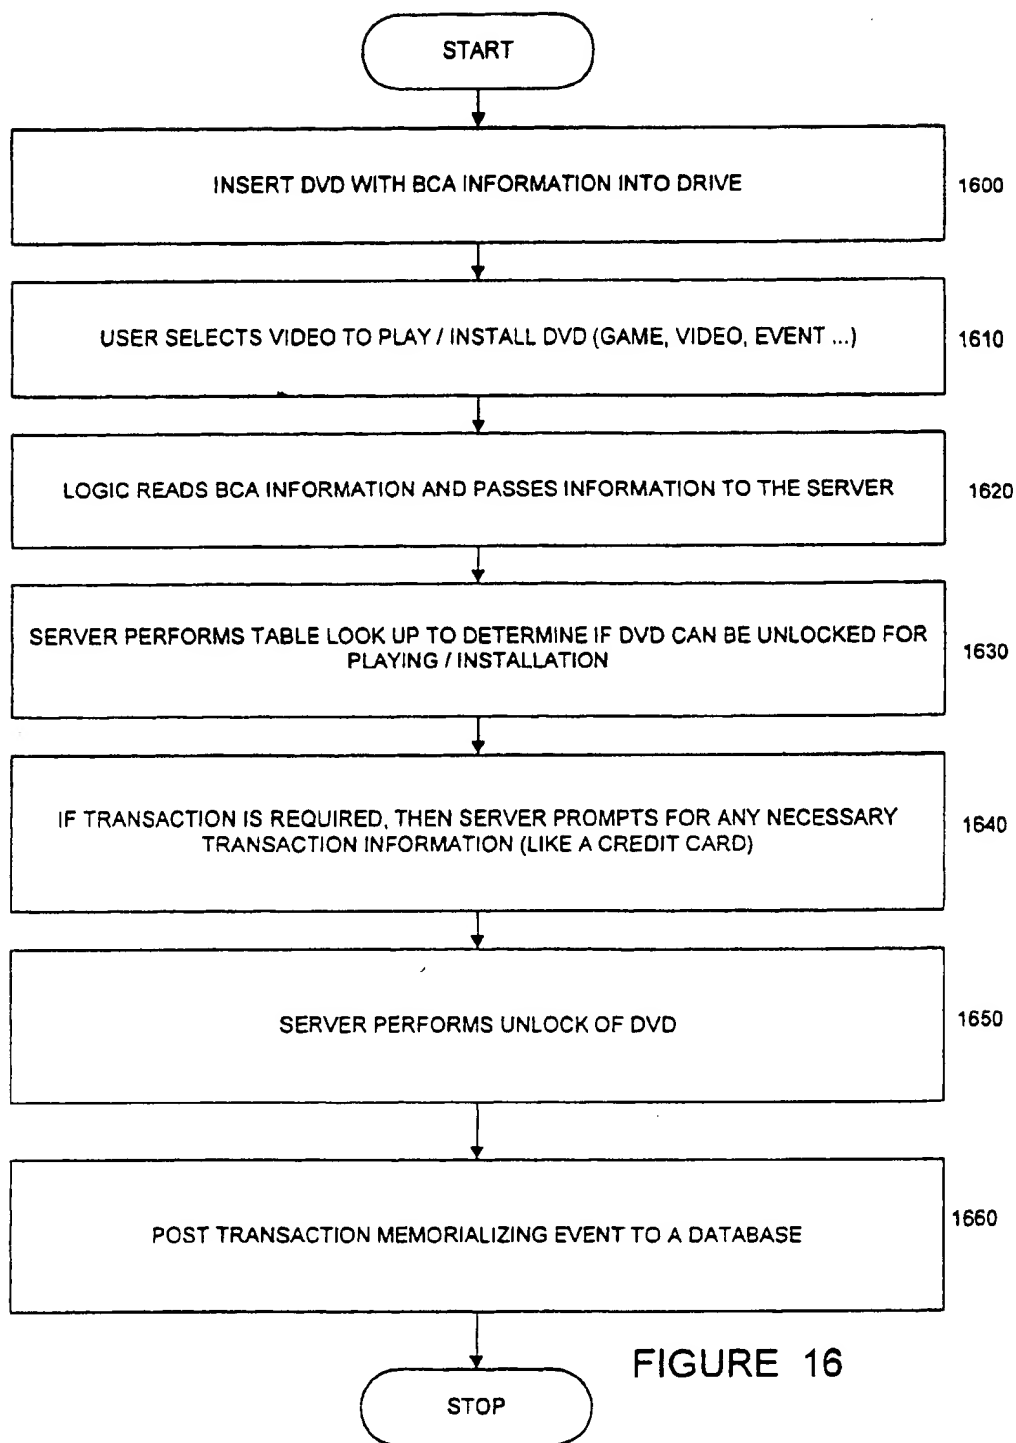 START
INSERT DVD WITH BCA INFORMATION INTO DRIVE
1600
USER SELECTS VIDEO TO PLAY / INSTALL DVD (GAME, VIDEO, EVENT ...)
1610
LOGIC READS BCA INFORMATION AND PASSES INFORMATION TO THE SERVER
1620
SERVER PERFORMS TABLE LOOK UP TO DETERMINE IF DVD CAN BE UNLOCKED FOR
PLAYING / INSTALLATION
1630
IF TRANSACTION IS REQUIRED, THEN SERVER PROMPTS FOR ANY NECESSARY
TRANSACTION INFORMATION (LIKE A CREDIT CARD)
1640
SERVER PERFORMS UNLOCK OF DVD
1650
POST TRANSACTION MEMORIALIZING EVENT TO A DATABASE
1660
FIGURE 16
STOP